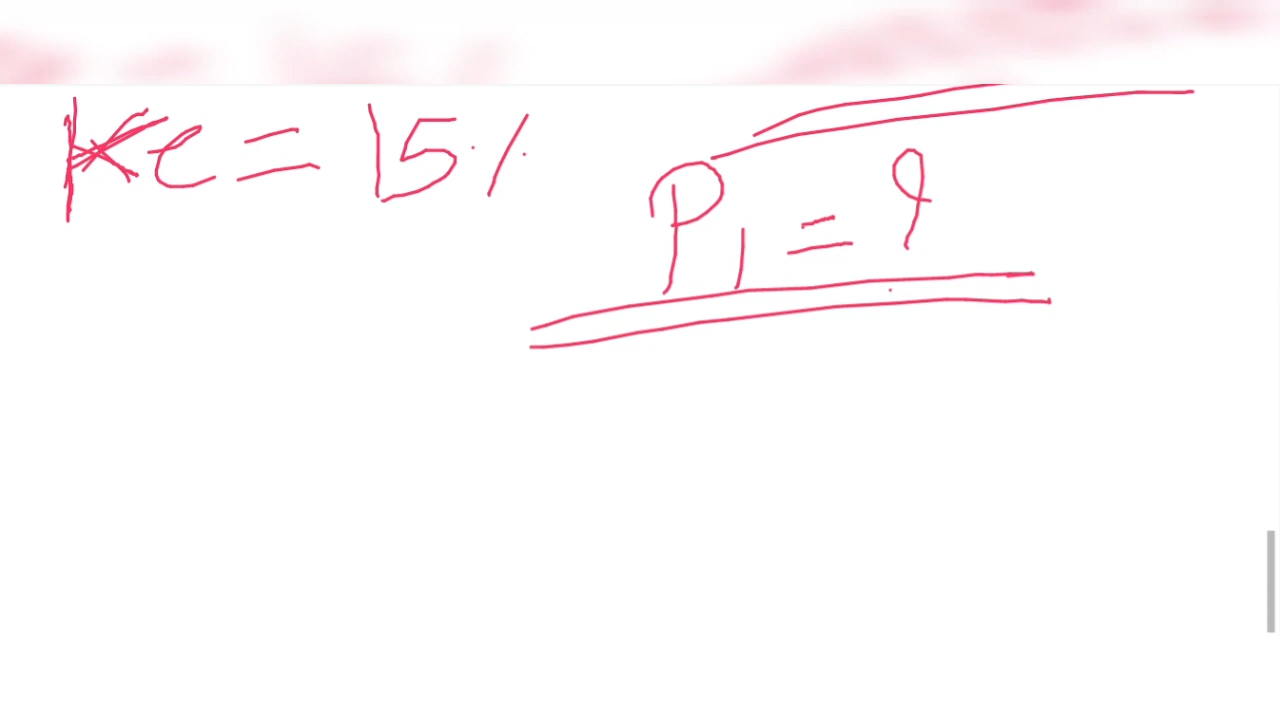 Ke = 15%
P₁ = ?